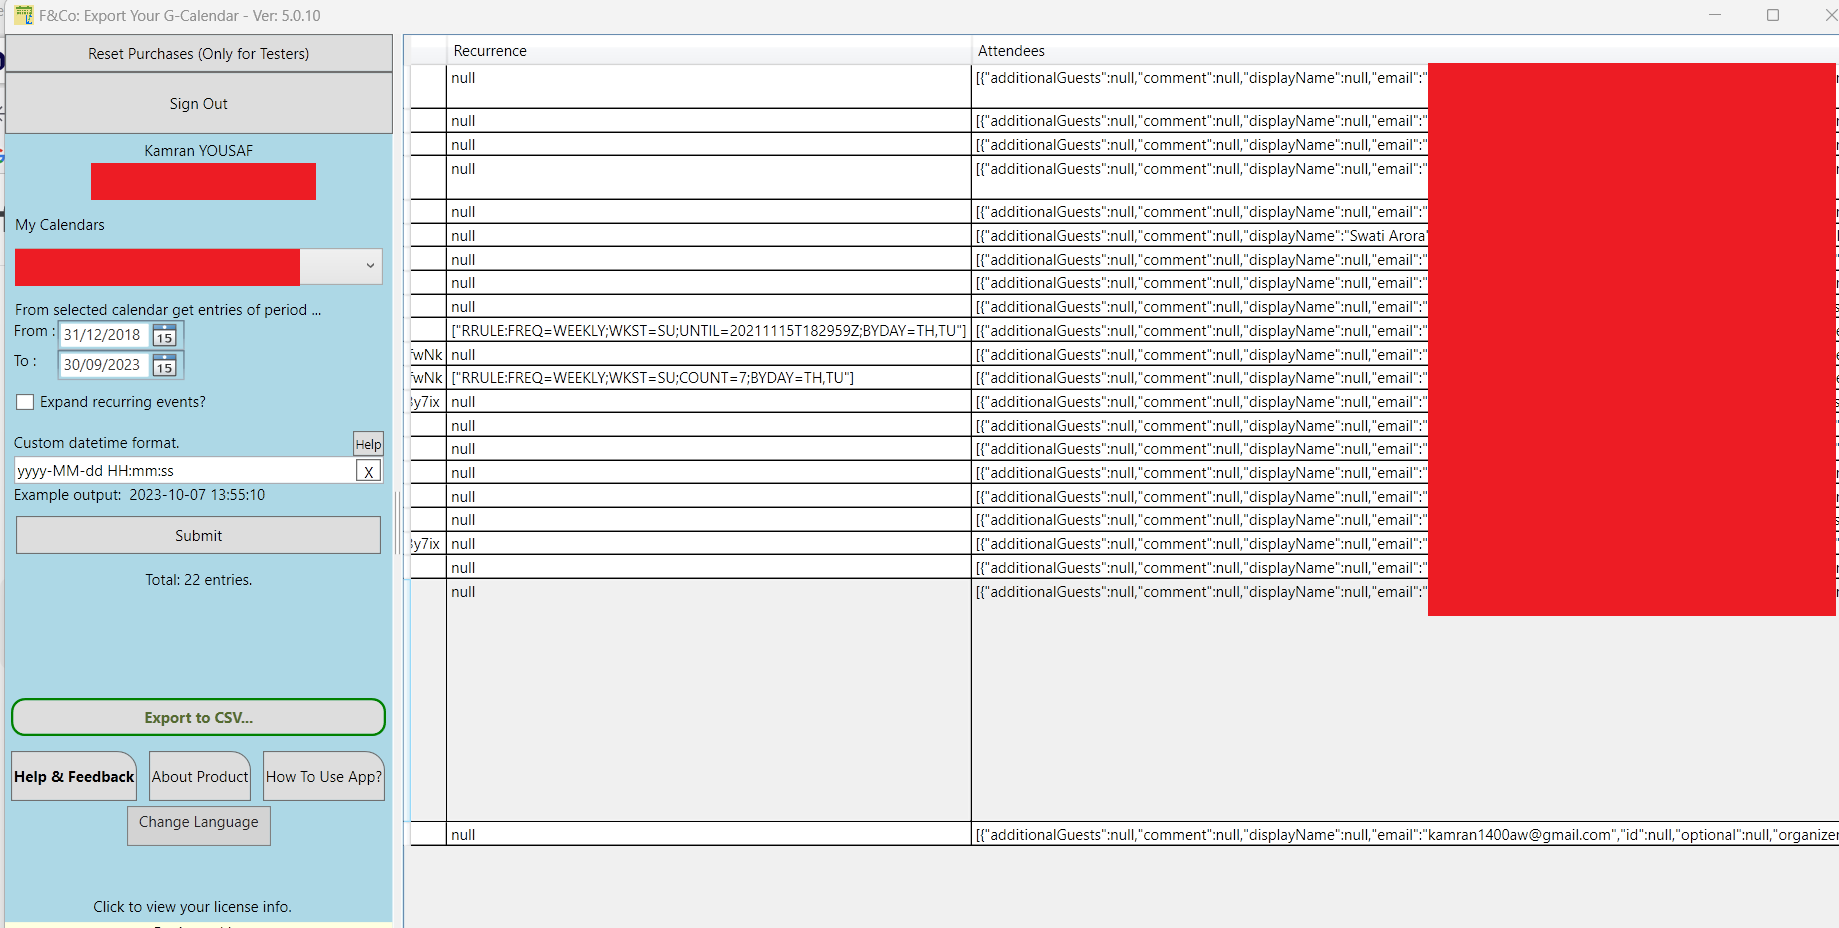 F&Co: Export Your G-Calendar - Ver: 5.0.10
Reset Purchases (Only for Testers)
Sign Out
Kamran YOUSAF
My Calendars
From selected calendar get entries of period ...
From :
31/12/2018
15
To :
30/09/2023
15
Expand recurring events?
Custom datetime format.
Help
yyyy-MM-dd HH:mm:ss
X
Example output: 2023-10-07 13:55:10
Submit
Total: 22 entries.
Export to CSV...
Help & Feedback
About Product
How To Use App?
Change Language
Click to view your license info.
Recurrence Attendees
null [{"additionalGuests":null,"comment":null,"displayName":null,"email":"
null [{"additionalGuests":null,"comment":null,"displayName":null,"email":"
null [{"additionalGuests":null,"comment":null,"displayName":null,"email":"
null [{"additionalGuests":null,"comment":null,"displayName":null,"email":"
null [{"additionalGuests":null,"comment":null,"displayName":null,"email":"
null [{"additionalGuests":null,"comment":null,"displayName":"Swati Arora"
null [{"additionalGuests":null,"comment":null,"displayName":null,"email":"
null [{"additionalGuests":null,"comment":null,"displayName":null,"email":"
null [{"additionalGuests":null,"comment":null,"displayName":null,"email":"
["RRULE:FREQ=WEEKLY;WKST=SU;UNTIL=20211115T182959Z;BYDAY=TH,TU"] [{"additionalGuests":null,"comment":null,"displayName":null,"email":"
fwNk null [{"additionalGuests":null,"comment":null,"displayName":null,"email":"
fwNk ["RRULE:FREQ=WEEKLY;WKST=SU;COUNT=7;BYDAY=TH,TU"] [{"additionalGuests":null,"comment":null,"displayName":null,"email":"
y7ix null [{"additionalGuests":null,"comment":null,"displayName":null,"email":"
null [{"additionalGuests":null,"comment":null,"displayName":null,"email":"
null [{"additionalGuests":null,"comment":null,"displayName":null,"email":"
null [{"additionalGuests":null,"comment":null,"displayName":null,"email":"
null [{"additionalGuests":null,"comment":null,"displayName":null,"email":"
null [{"additionalGuests":null,"comment":null,"displayName":null,"email":"
y7ix null [{"additionalGuests":null,"comment":null,"displayName":null,"email":"
null [{"additionalGuests":null,"comment":null,"displayName":null,"email":"
null [{"additionalGuests":null,"comment":null,"displayName":null,"email":"
null [{"additionalGuests":null,"comment":null,"displayName":null,"email":"kamran1400aw@gmail.com","id":null,"optional":null,"organizer